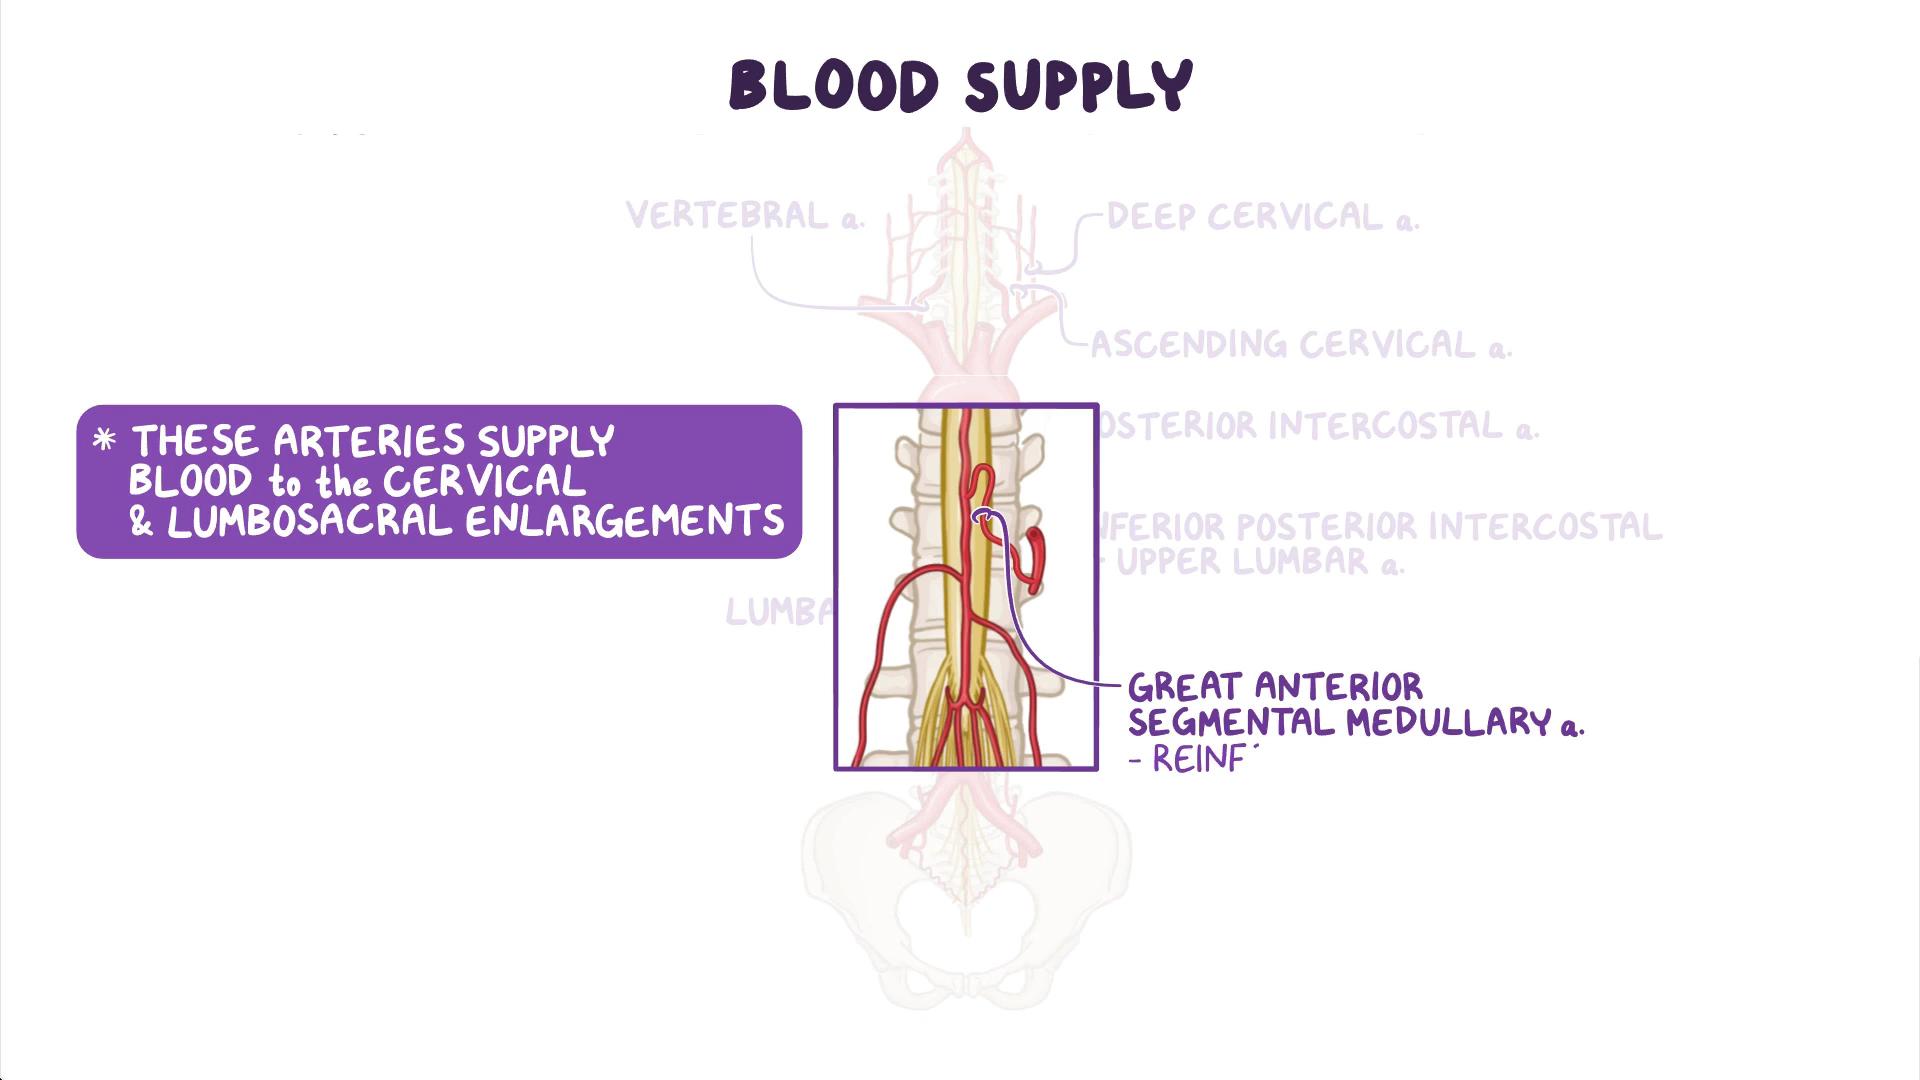 BLOOD SUPPLY
VERTEBRAL a.
DEEP CERVICAL a.
ASCENDING CERVICAL a.
OSTERIOR INTERCOSTAL a.
* THESE ARTERIES SUPPLY
BLOOD to the CERVICAL
& LUMBOSACRAL ENLARGEMENTS
NFERIOR POSTERIOR INTERCOSTAL
- UPPER LUMBAR a.
LUMBA
GREAT ANTERIOR
SEGMENTAL MEDULLARY a.
- REINF